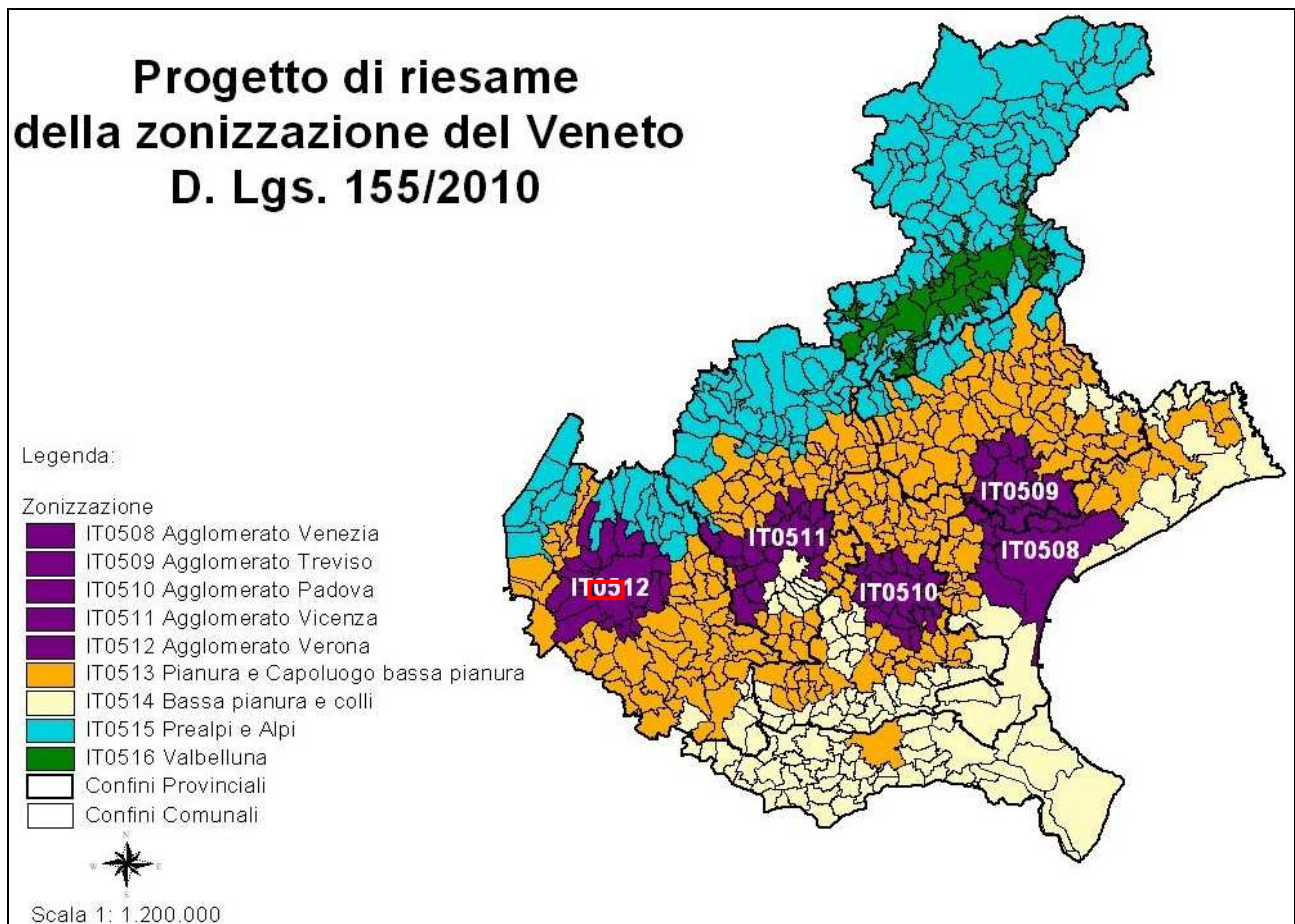 Progetto di riesame
della zonizzazione del Veneto
D. Lgs. 155/2010
IT0509
IT0511
IT0508
IT0512
IT0510
Legenda:
Zonizzazione
IT0508 Agglomerato Venezia
IT0509 Agglomerato Treviso
IT0510 Agglomerato Padova
IT0511 Agglomerato Vicenza
IT0512 Agglomerato Verona
IT0513 Pianura e Capoluogo bassa pianura
IT0514 Bassa pianura e colli
IT0515 Prealpi e Alpi
IT0516 Valbelluna
Confini Provinciali
Confini Comunali
N
W E
S
Scala 1: 1.200.000